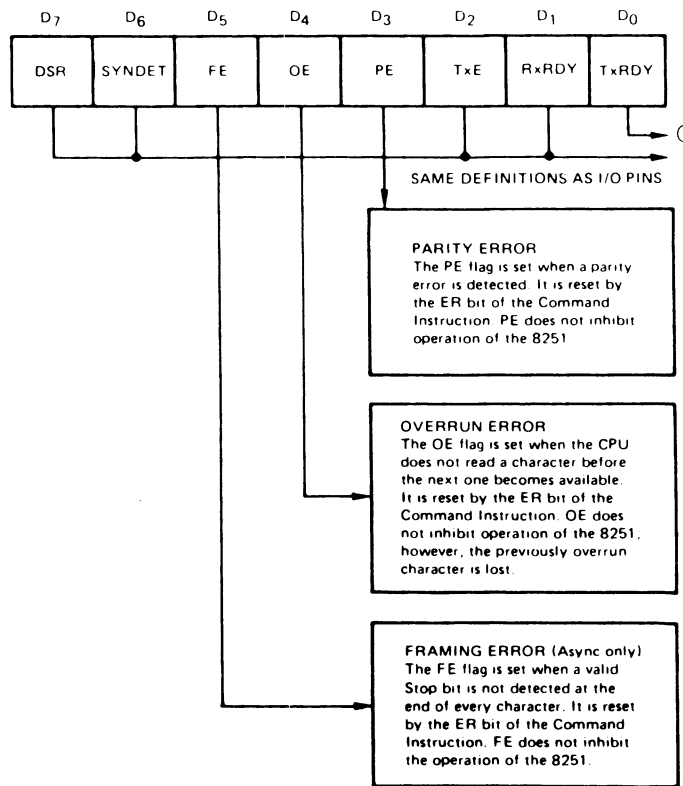 D7 D6 D5 D4 D3 D2 D1 D0
DSR SYNDET FE OE PE TxE RxRDY TxRDY
SAME DEFINITIONS AS I/O PINS
PARITY ERROR
The PE flag is set when a parity
error is detected. It is reset by
the ER bit of the Command
Instruction. PE does not inhibit
operation of the 8251
OVERRUN ERROR
The OE flag is set when the CPU
does not read a character before
the next one becomes available.
It is reset by the ER bit of the
Command Instruction. OE does
not inhibit operation of the 8251;
however, the previously overrun
character is lost.
FRAMING ERROR (Async only)
The FE flag is set when a valid
Stop bit is not detected at the
end of every character. It is reset
by the ER bit of the Command
Instruction. FE does not inhibit
the operation of the 8251.